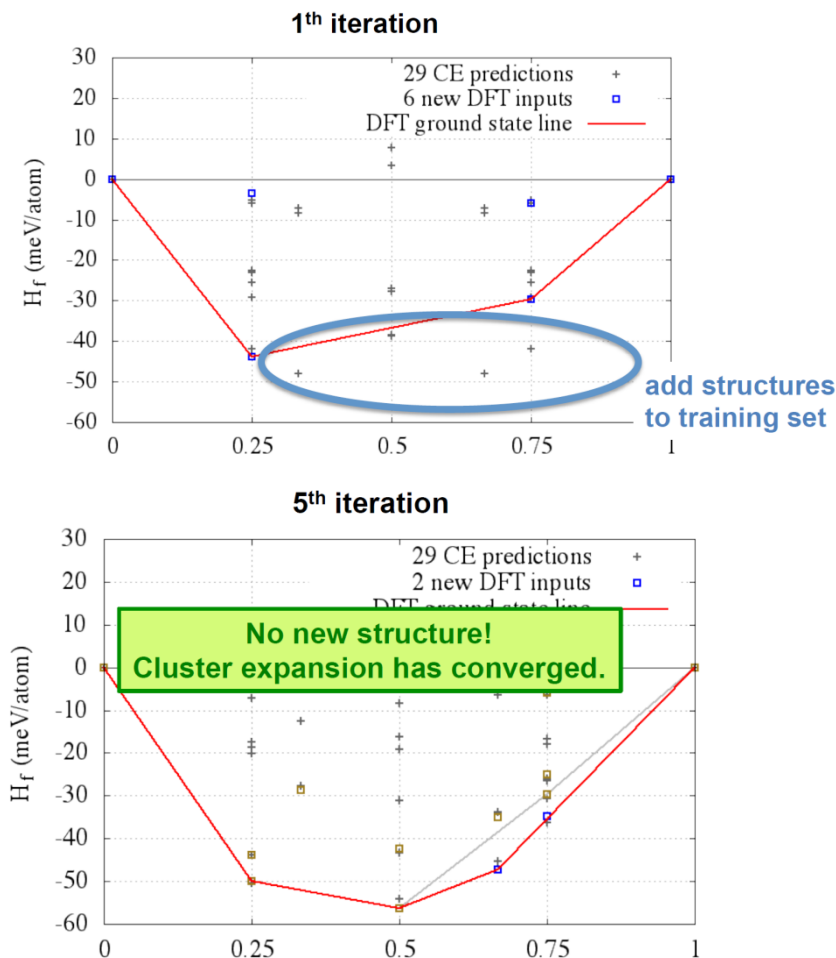 1th iteration
30
29 CE predictions
20
6 new DFT inputs
DFT ground state line
10
0
-10
-20
-30
-40
-50
-60
Hf (meV/atom)
add structures
to training set
0
0.25
0.5
0.75
1
5th iteration
30
29 CE predictions
20
2 new DFT inputs
DFT ground state line
10
No new structure!
Cluster expansion has converged.
0
-10
-20
-30
-40
-50
-60
Hf (meV/atom)
0
0.25
0.5
0.75
1